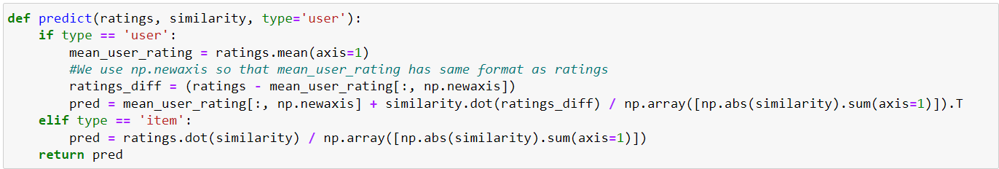 def predict(ratings, similarity, type='user'):
    if type == 'user':
        mean_user_rating = ratings.mean(axis=1)
        #We use np.newaxis so that mean_user_rating has same format as ratings
        ratings_diff = (ratings - mean_user_rating[:, np.newaxis])
        pred = mean_user_rating[:, np.newaxis] + similarity.dot(ratings_diff) / np.array([np.abs(similarity).sum(axis=1)]).T
    elif type == 'item':
        pred = ratings.dot(similarity) / np.array([np.abs(similarity).sum(axis=1)])
    return pred